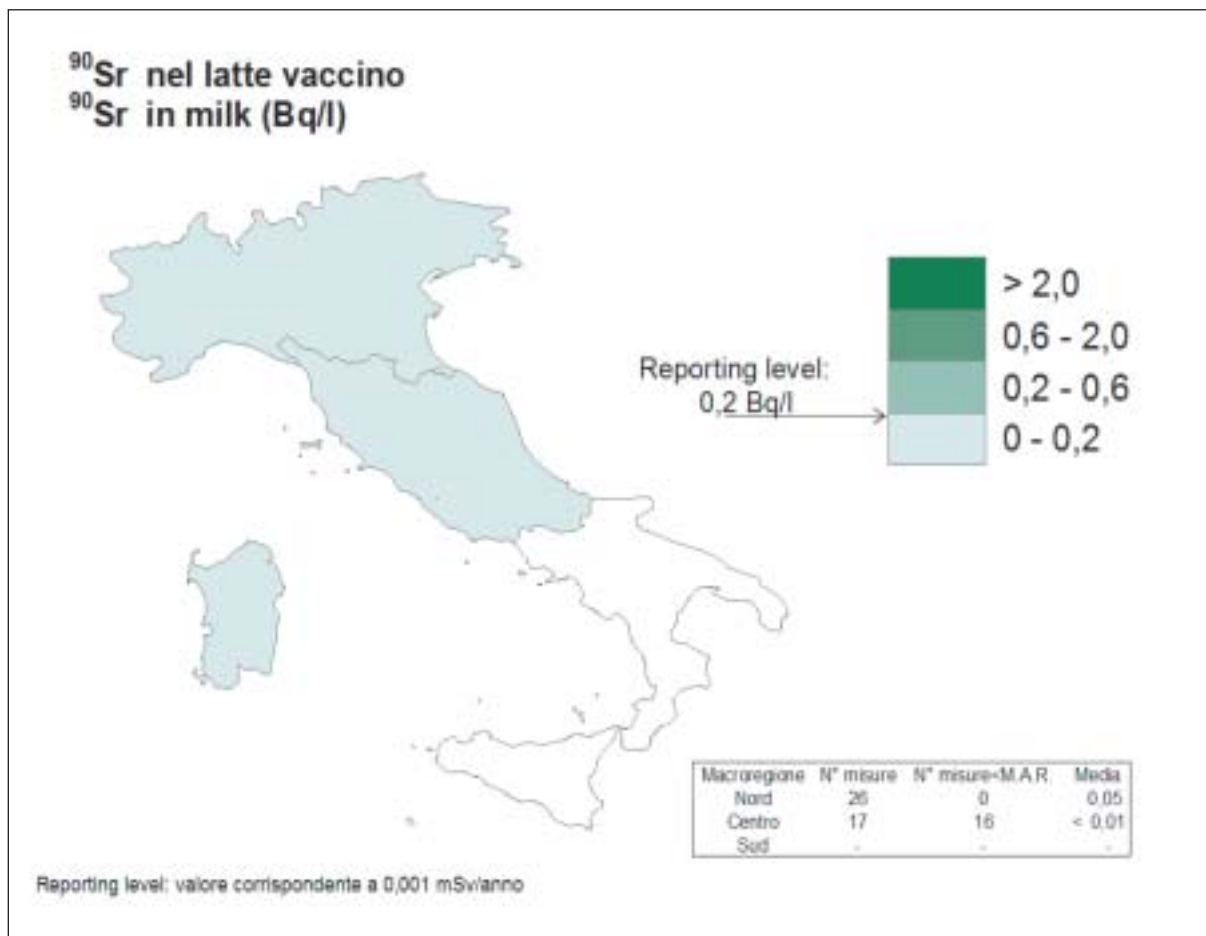 ⁹⁰Sr nel latte vaccino
⁹⁰Sr in milk (Bq/l)
> 2,0
0,6 - 2,0
Reporting level:
0,2 Bq/l
0,2 - 0,6
0 - 0,2
Macroregione N° misure N° misure<M.A.R. Media
Nord 26 0 0,05
Centro 17 16 < 0,01
Sud - - -
Reporting level: valore corrispondente a 0,001 mSv/anno